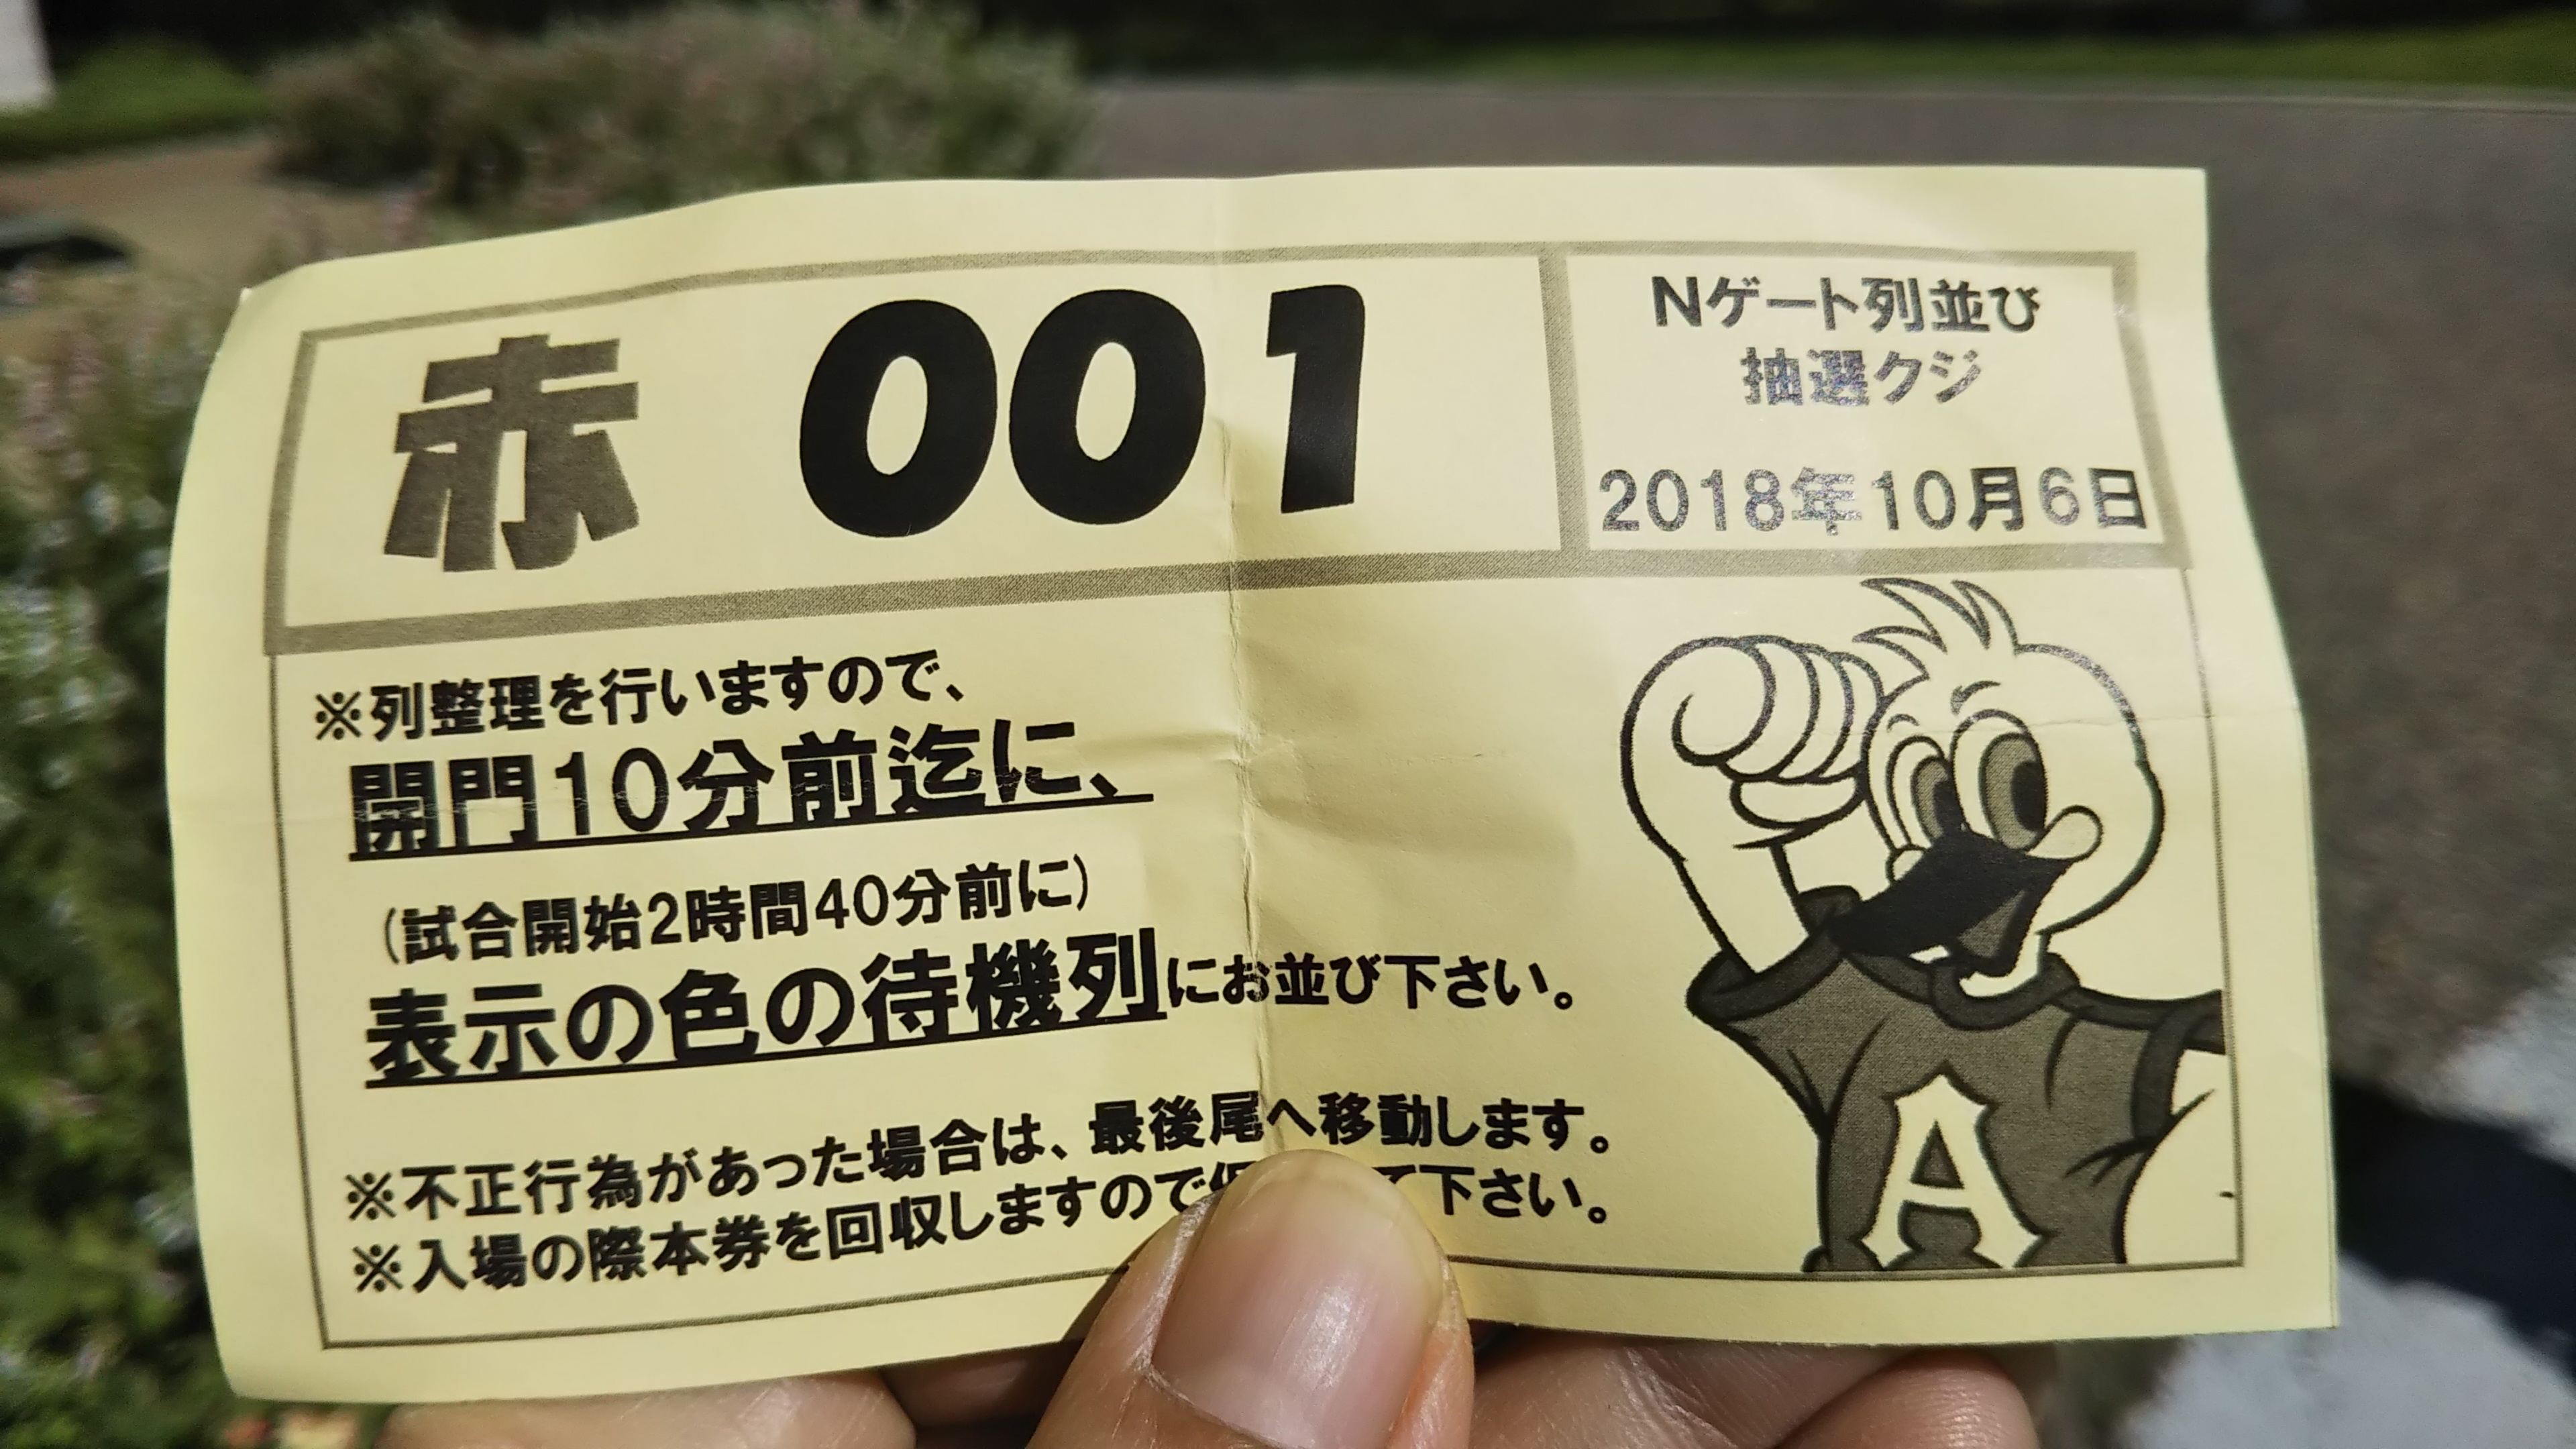 赤 001
Nゲート列並び
抽選クジ
2018年10月6日
※列整理を行いますので、
開門10分前迄に、
(試合開始2時間40分前に)
表示の色の待機列にお並び下さい。
※不正行為があった場合は、最後尾へ移動します。
※入場の際本券を回収しますので て下さい。
A